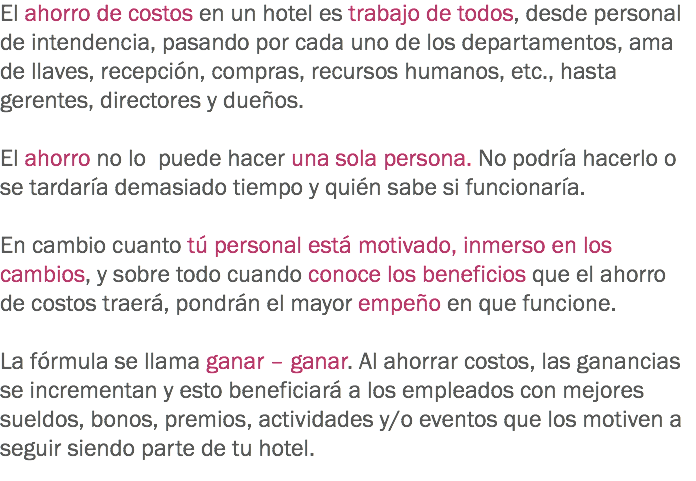 El ahorro de costos en un hotel es trabajo de todos, desde personal
de intendencia, pasando por cada uno de los departamentos, ama
de llaves, recepción, compras, recursos humanos, etc., hasta
gerentes, directores y dueños.
El ahorro no lo  puede hacer una sola persona. No podría hacerlo o
se tardaría demasiado tiempo y quién sabe si funcionaría.
En cambio cuanto tú personal está motivado, inmerso en los
cambios, y sobre todo cuando conoce los beneficios que el ahorro
de costos traerá, pondrán el mayor empeño en que funcione.
La fórmula se llama ganar – ganar. Al ahorrar costos, las ganancias
se incrementan y esto beneficiará a los empleados con mejores
sueldos, bonos, premios, actividades y/o eventos que los motiven a
seguir siendo parte de tu hotel.